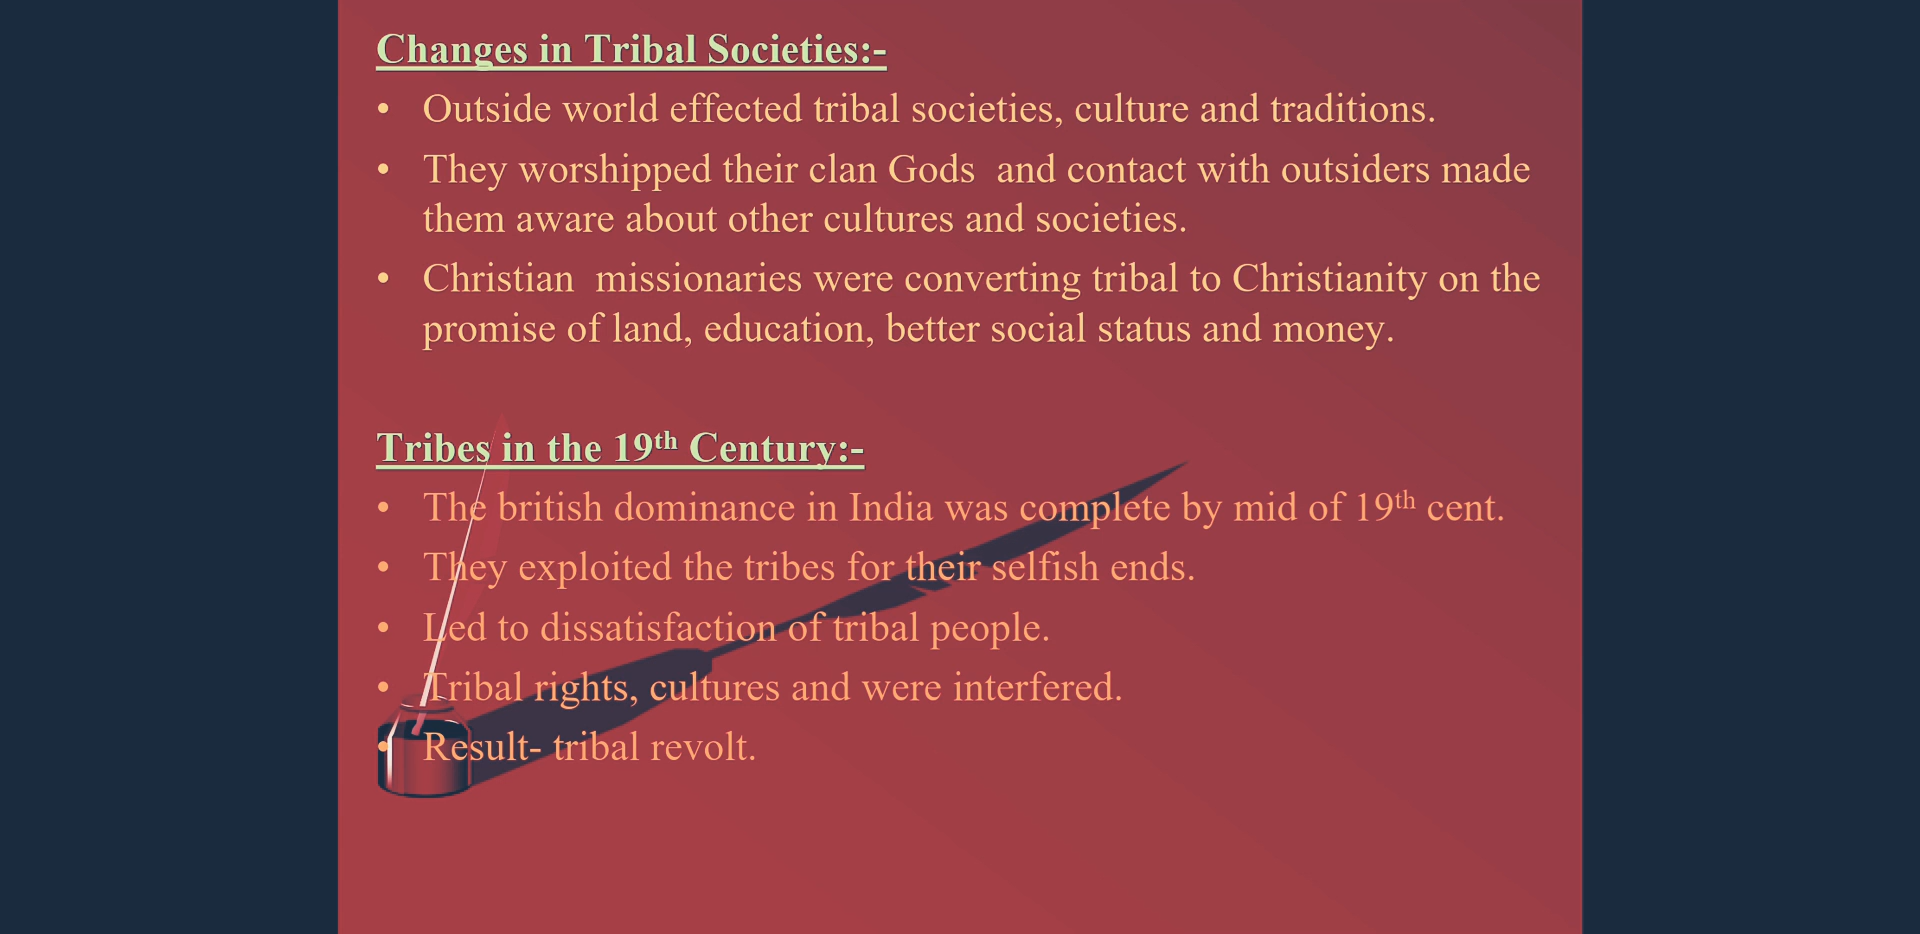 Changes in Tribal Societies:-
• Outside world effected tribal societies, culture and traditions.
• They worshipped their clan Gods  and contact with outsiders made
them aware about other cultures and societies.
• Christian  missionaries were converting tribal to Christianity on the
promise of land, education, better social status and money.
Tribes in the 19th Century:-
• The british dominance in India was complete by mid of 19th cent.
• They exploited the tribes for their selfish ends.
• Led to dissatisfaction of tribal people.
• Tribal rights, cultures and were interfered.
• Result- tribal revolt.